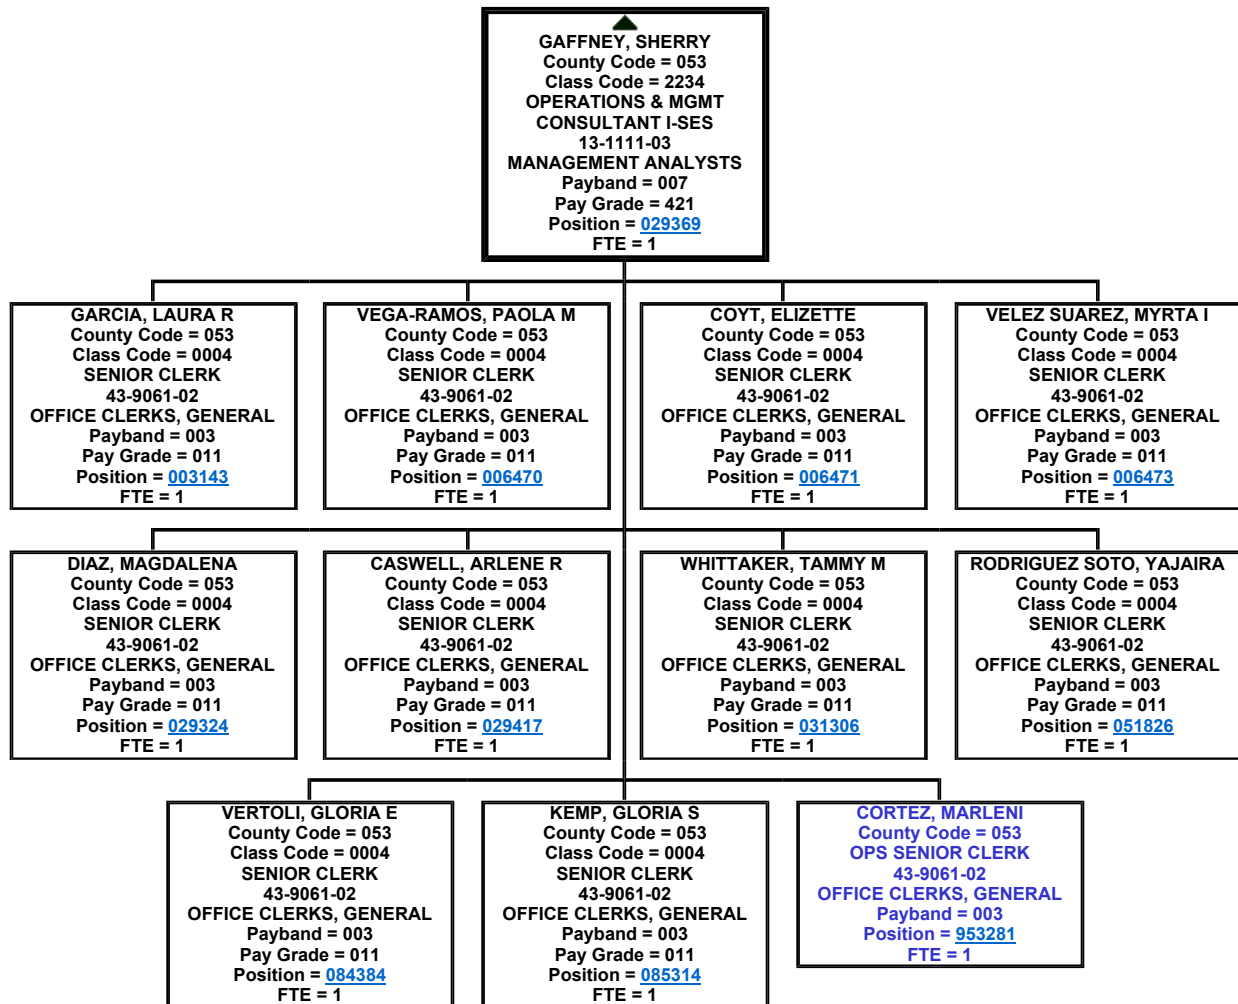 GAFFNEY, SHERRY
County Code = 053
Class Code = 2234
OPERATIONS & MGMT
CONSULTANT I-SES
13-1111-03
MANAGEMENT ANALYSTS
Payband = 007
Pay Grade = 421
Position = 029369
FTE = 1
GARCIA, LAURA R
County Code = 053
Class Code = 0004
SENIOR CLERK
43-9061-02
OFFICE CLERKS, GENERAL
Payband = 003
Pay Grade = 011
Position = 003143
FTE = 1
VEGA-RAMOS, PAOLA M
County Code = 053
Class Code = 0004
SENIOR CLERK
43-9061-02
OFFICE CLERKS, GENERAL
Payband = 003
Pay Grade = 011
Position = 006470
FTE = 1
COYT, ELIZETTE
County Code = 053
Class Code = 0004
SENIOR CLERK
43-9061-02
OFFICE CLERKS, GENERAL
Payband = 003
Pay Grade = 011
Position = 006471
FTE = 1
VELEZ SUAREZ, MYRTA I
County Code = 053
Class Code = 0004
SENIOR CLERK
43-9061-02
OFFICE CLERKS, GENERAL
Payband = 003
Pay Grade = 011
Position = 006473
FTE = 1
DIAZ, MAGDALENA
County Code = 053
Class Code = 0004
SENIOR CLERK
43-9061-02
OFFICE CLERKS, GENERAL
Payband = 003
Pay Grade = 011
Position = 029324
FTE = 1
CASWELL, ARLENE R
County Code = 053
Class Code = 0004
SENIOR CLERK
43-9061-02
OFFICE CLERKS, GENERAL
Payband = 003
Pay Grade = 011
Position = 029417
FTE = 1
WHITTAKER, TAMMY M
County Code = 053
Class Code = 0004
SENIOR CLERK
43-9061-02
OFFICE CLERKS, GENERAL
Payband = 003
Pay Grade = 011
Position = 031306
FTE = 1
RODRIGUEZ SOTO, YAJAIRA
County Code = 053
Class Code = 0004
SENIOR CLERK
43-9061-02
OFFICE CLERKS, GENERAL
Payband = 003
Pay Grade = 011
Position = 051826
FTE = 1
VERTOLI, GLORIA E
County Code = 053
Class Code = 0004
SENIOR CLERK
43-9061-02
OFFICE CLERKS, GENERAL
Payband = 003
Pay Grade = 011
Position = 084384
FTE = 1
KEMP, GLORIA S
County Code = 053
Class Code = 0004
SENIOR CLERK
43-9061-02
OFFICE CLERKS, GENERAL
Payband = 003
Pay Grade = 011
Position = 085314
FTE = 1
CORTEZ, MARLENI
County Code = 053
OPS SENIOR CLERK
43-9061-02
OFFICE CLERKS, GENERAL
Payband = 003
Position = 953281
FTE = 1